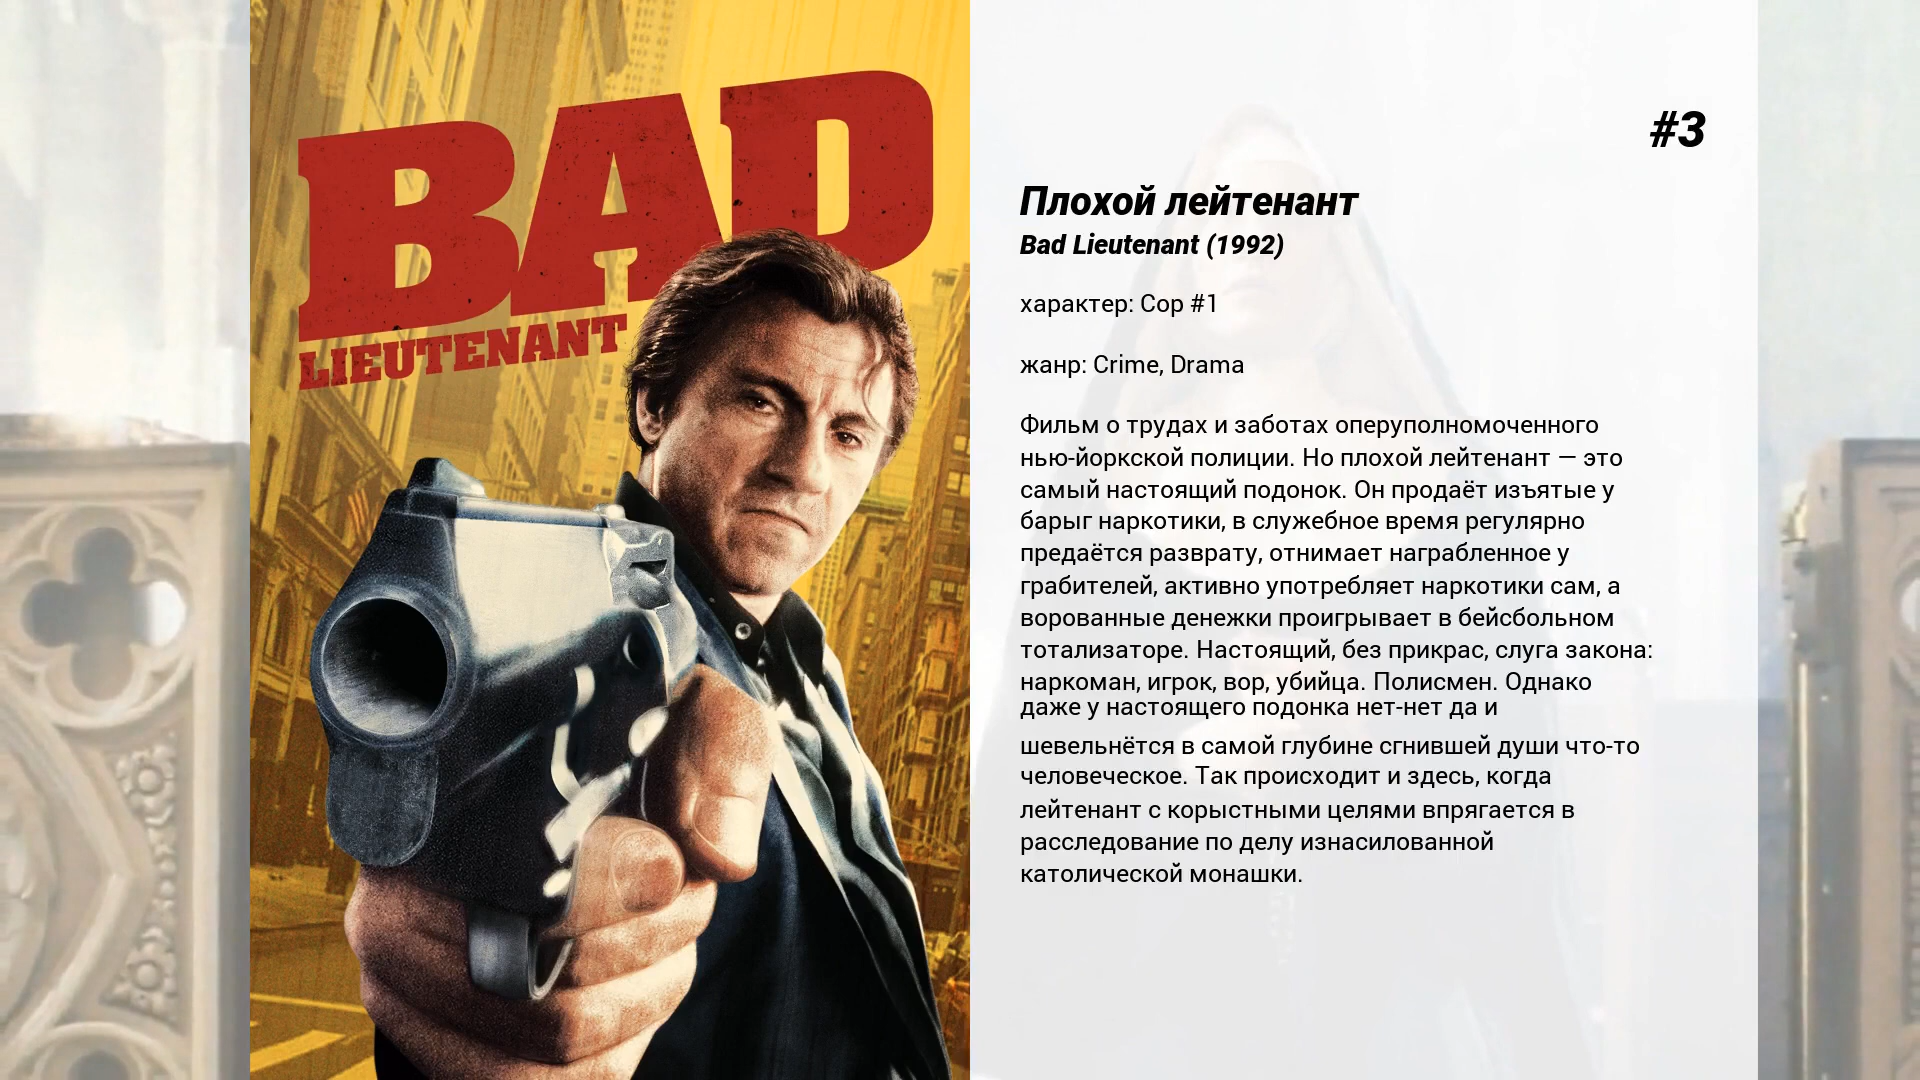 BAD
LIEUTENANT
#3
Плохой лейтенант
Bad Lieutenant (1992)
характер: Cop #1
жанр: Crime, Drama
Фильм о трудах и заботах оперуполномоченного
нью-йоркской полиции. Но плохой лейтенант — это
самый настоящий подонок. Он продаёт изъятые у
барыг наркотики, в служебное время регулярно
предаётся разврату, отнимает награбленное у
грабителей, активно употребляет наркотики сам, а
ворованные денежки проигрывает в бейсбольном
тотализаторе. Настоящий, без прикрас, слуга закона:
наркоман, игрок, вор, убийца. Полисмен. Однако
даже у настоящего подонка нет-нет да и
шевельнётся в самой глубине сгнившей души что-то
человеческое. Так происходит и здесь, когда
лейтенант с корыстными целями впрягается в
расследование по делу изнасилованной
католической монашки.